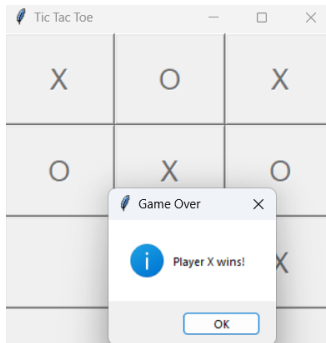 Tic Tac Toe
X O X
O X O
Game Over
Player X wins!
X
OK